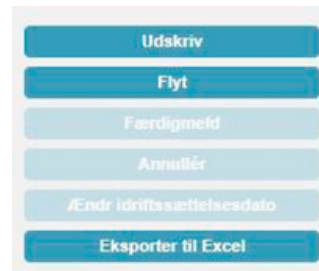 Udskriv
Flyt
Færdigmeld
Annullér
Ændr idriftssættelsesdato
Eksporter til Excel